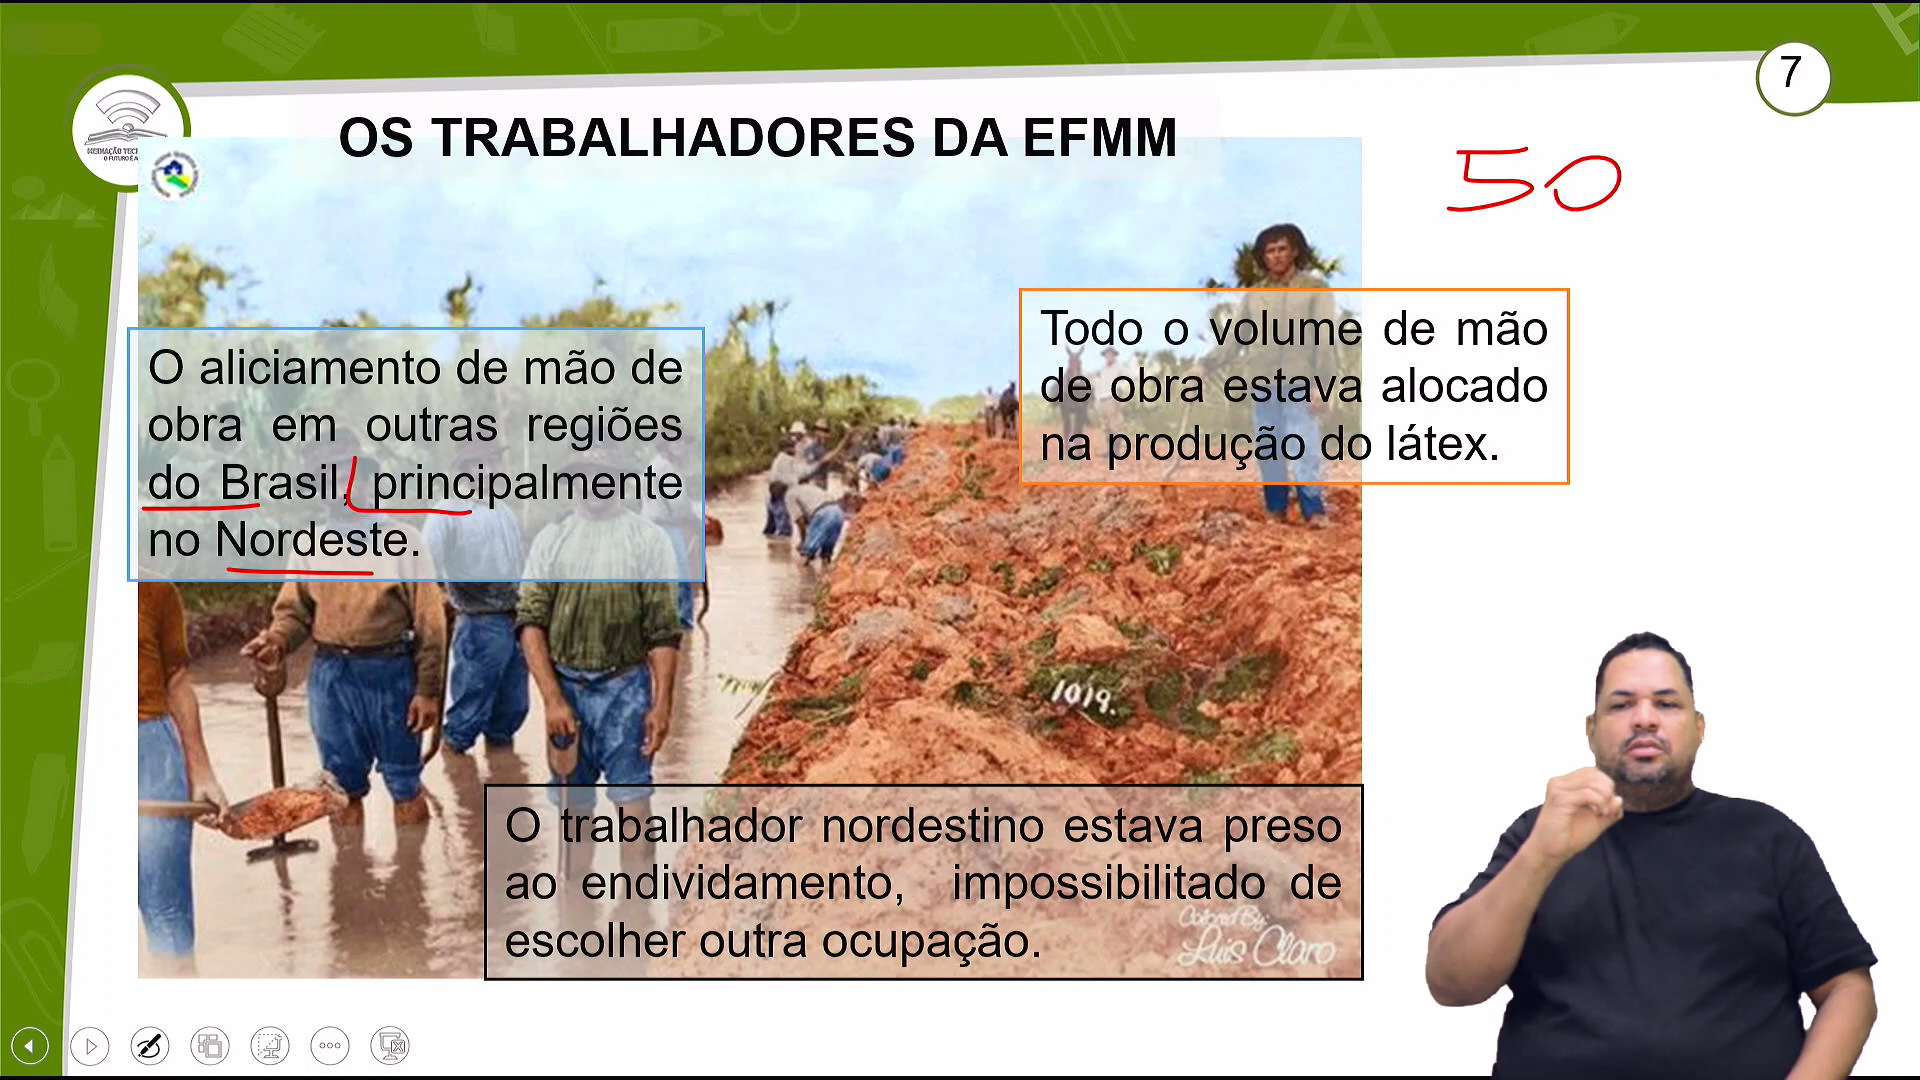 7
OS TRABALHADORES DA EFMM
50
Todo o volume de mão
de obra estava alocado
na produção do látex.
O aliciamento de mão de
obra em outras regiões
do Brasil, principalmente
no Nordeste.
1019.
O trabalhador nordestino estava preso
ao endividamento, impossibilitado de
escolher outra ocupação.
Colored By:
Luis Claro